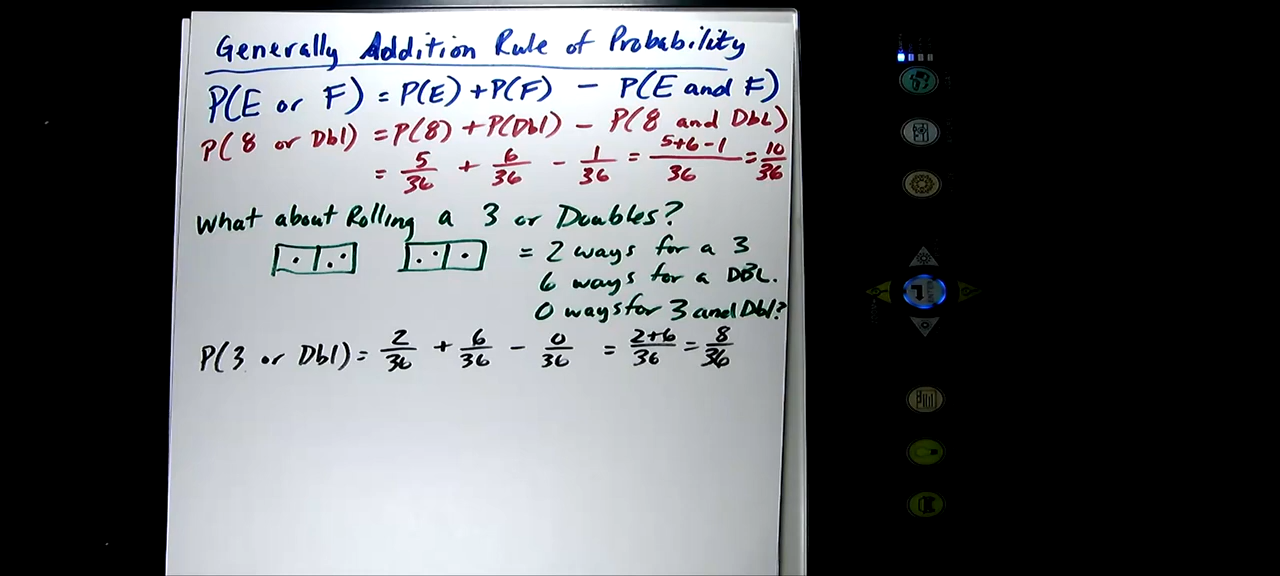 Generally Addition Rule of Probability
P(E or F) = P(E) + P(F) - P(E and F)
P(8 or Dbl) = P(8) + P(Dbl) - P(8 and DbL)
= 5/36 + 6/36 - 1/36 = 5+6-1/36 = 10/36
What about Rolling a 3 or Doubles?
= 2 ways for a 3
6 ways for a DBL.
0 ways for 3 and Dbl?
P(3 or Dbl) = 2/36 + 6/36 - 0/36 = 2+6/36 = 8/36